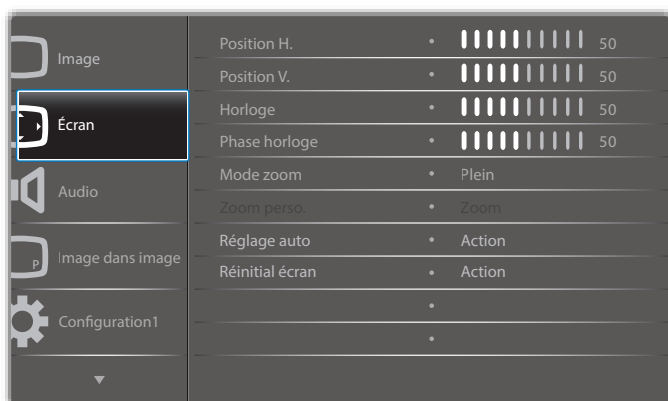 Image
Écran
Audio
P
Image dans image
Configuration1
Position H. • 50
Position V. • 50
Horloge • 50
Phase horloge • 50
Mode zoom • Plein
Zoom perso. • Zoom
Réglage auto • Action
Réinitial écran • Action